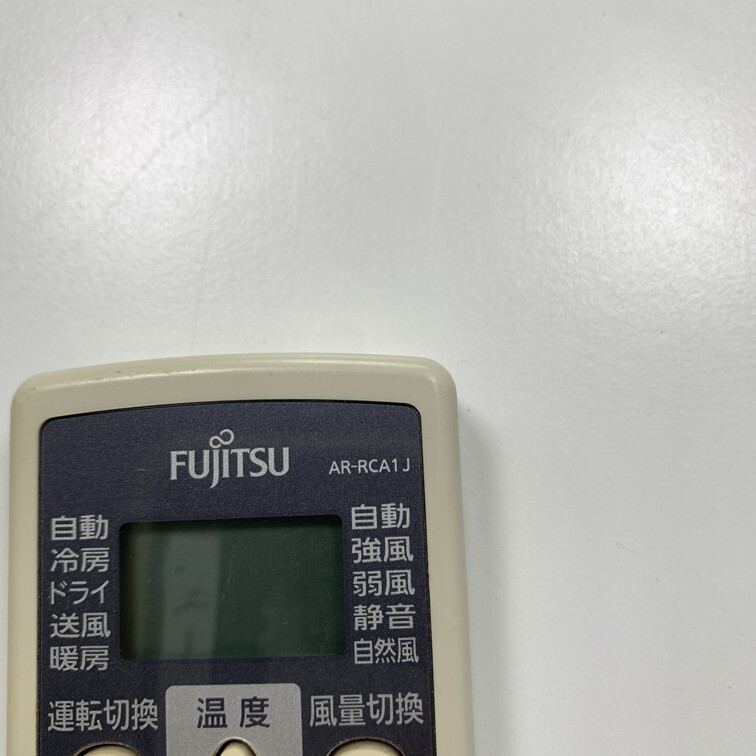 FUJITSU AR-RCA1J
自動
冷房
ドライ
送風
暖房
自動
強風
弱風
静音
自然風
運転切換 温度 風量切換